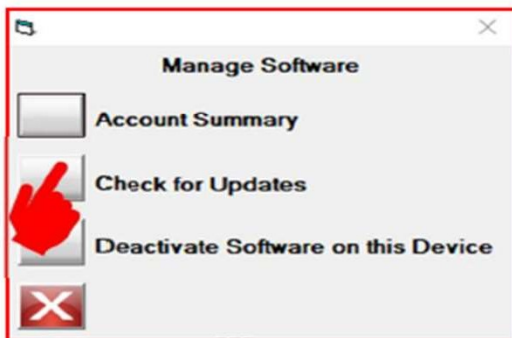 Manage Software
Account Summary
Check for Updates
Deactivate Software on this Device